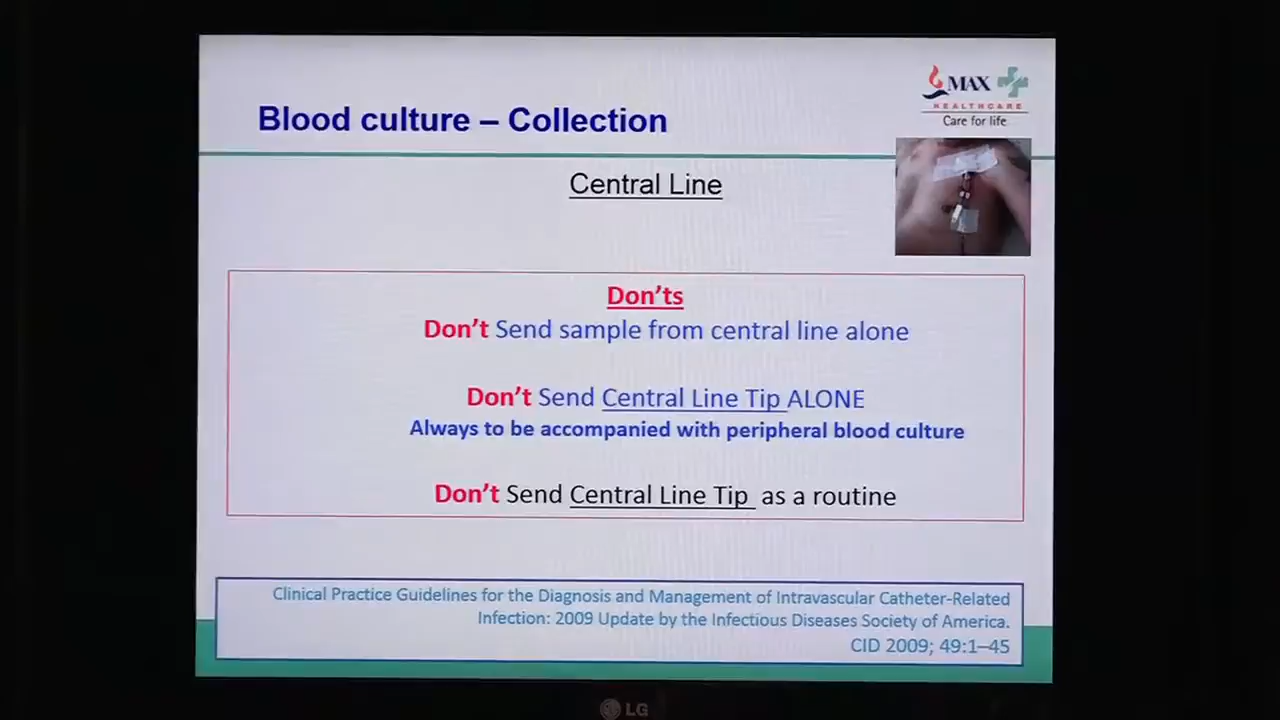 MAX
HEALTHCARE
Care for life
Blood culture – Collection
Central Line
Don'ts
Don't Send sample from central line alone
Don't Send Central Line Tip ALONE
Always to be accompanied with peripheral blood culture
Don't Send Central Line Tip as a routine
Clinical Practice Guidelines for the Diagnosis and Management of Intravascular Catheter-Related
Infection: 2009 Update by the Infectious Diseases Society of America.
CID 2009; 49:1–45
LG